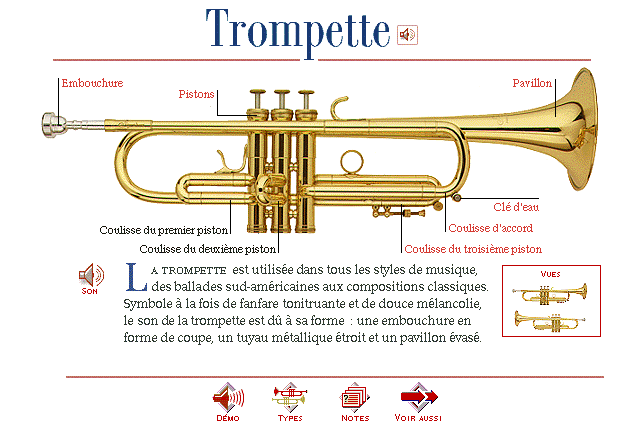 Trompette
Embouchure
Pistons
Pavillon
Clé d'eau
Coulisse du premier piston
Coulisse d'accord
Coulisse du deuxième piston
Coulisse du troisième piston
LA TROMPETTE est utilisée dans tous les styles de musique,
des ballades sud-américaines aux compositions classiques.
Symbole à la fois de fanfare tonitruante et de douce mélancolie,
le son de la trompette est dû à sa forme : une embouchure en
forme de coupe, un tuyau métallique étroit et un pavillon évasé.
SON
VUES
DÉMO
TYPES
NOTES
VOIR AUSSI